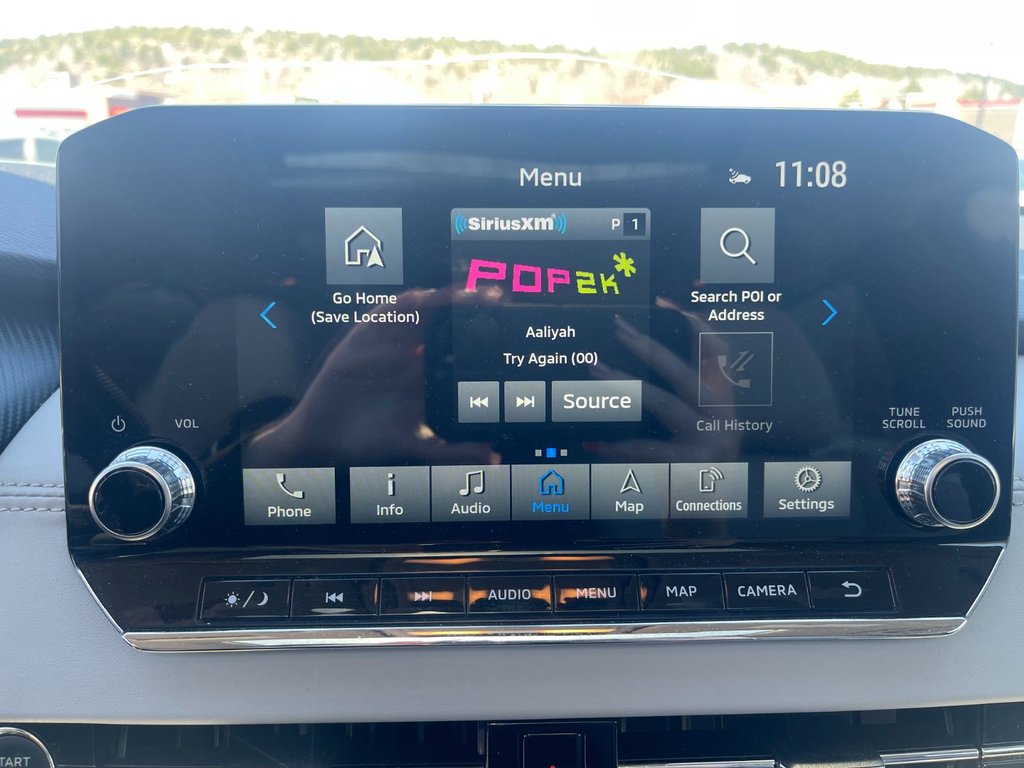 Menu
11:08
SiriusXM
P 1
POP2K*
Go Home
(Save Location)
Search POI or
Address
Aaliyah
Try Again (00)
Source
Call History
VOL
TUNE
SCROLL
PUSH
SOUND
Phone
Info
Audio
Menu
Map
Connections
Settings
AUDIO
MENU
MAP
CAMERA
START